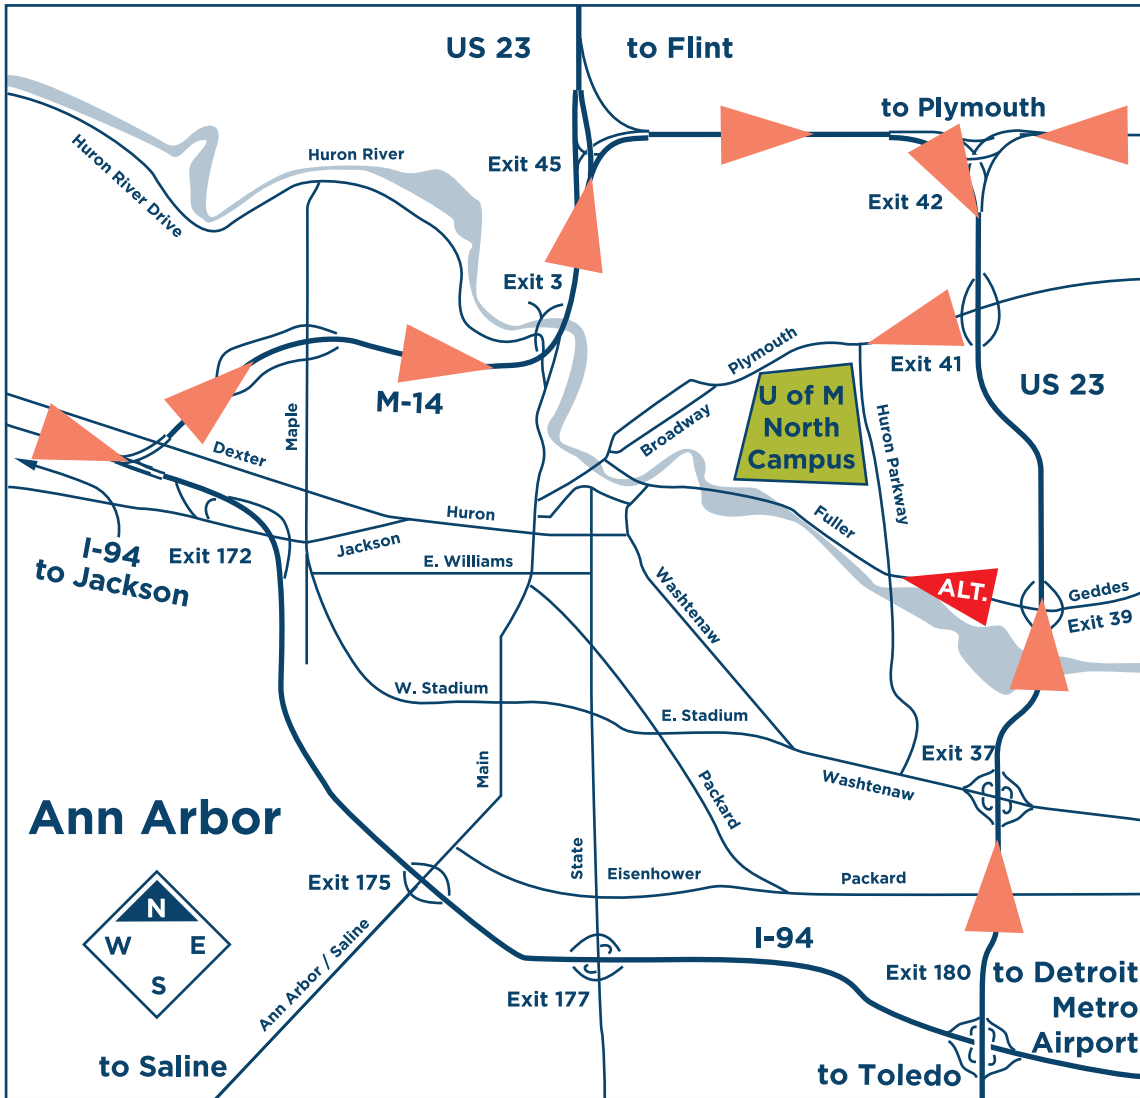 US 23
to Flint
to Plymouth
Huron River
Exit 45
Huron River Drive
Exit 42
Exit 3
Plymouth
Exit 41
US 23
M-14
U of M
North
Campus
Maple
Broadway
Huron Parkway
Dexter
Huron
Fuller
I-94
to Jackson
Exit 172
Jackson
E. Williams
Washtenaw
ALT.
Geddes
Exit 39
W. Stadium
E. Stadium
Main
Exit 37
Washtenaw
Packard
Ann Arbor
State
Exit 175
Eisenhower
Packard
N
W
E
S
Ann Arbor / Saline
I-94
Exit 177
Exit 180
to Detroit
Metro
Airport
to Saline
to Toledo